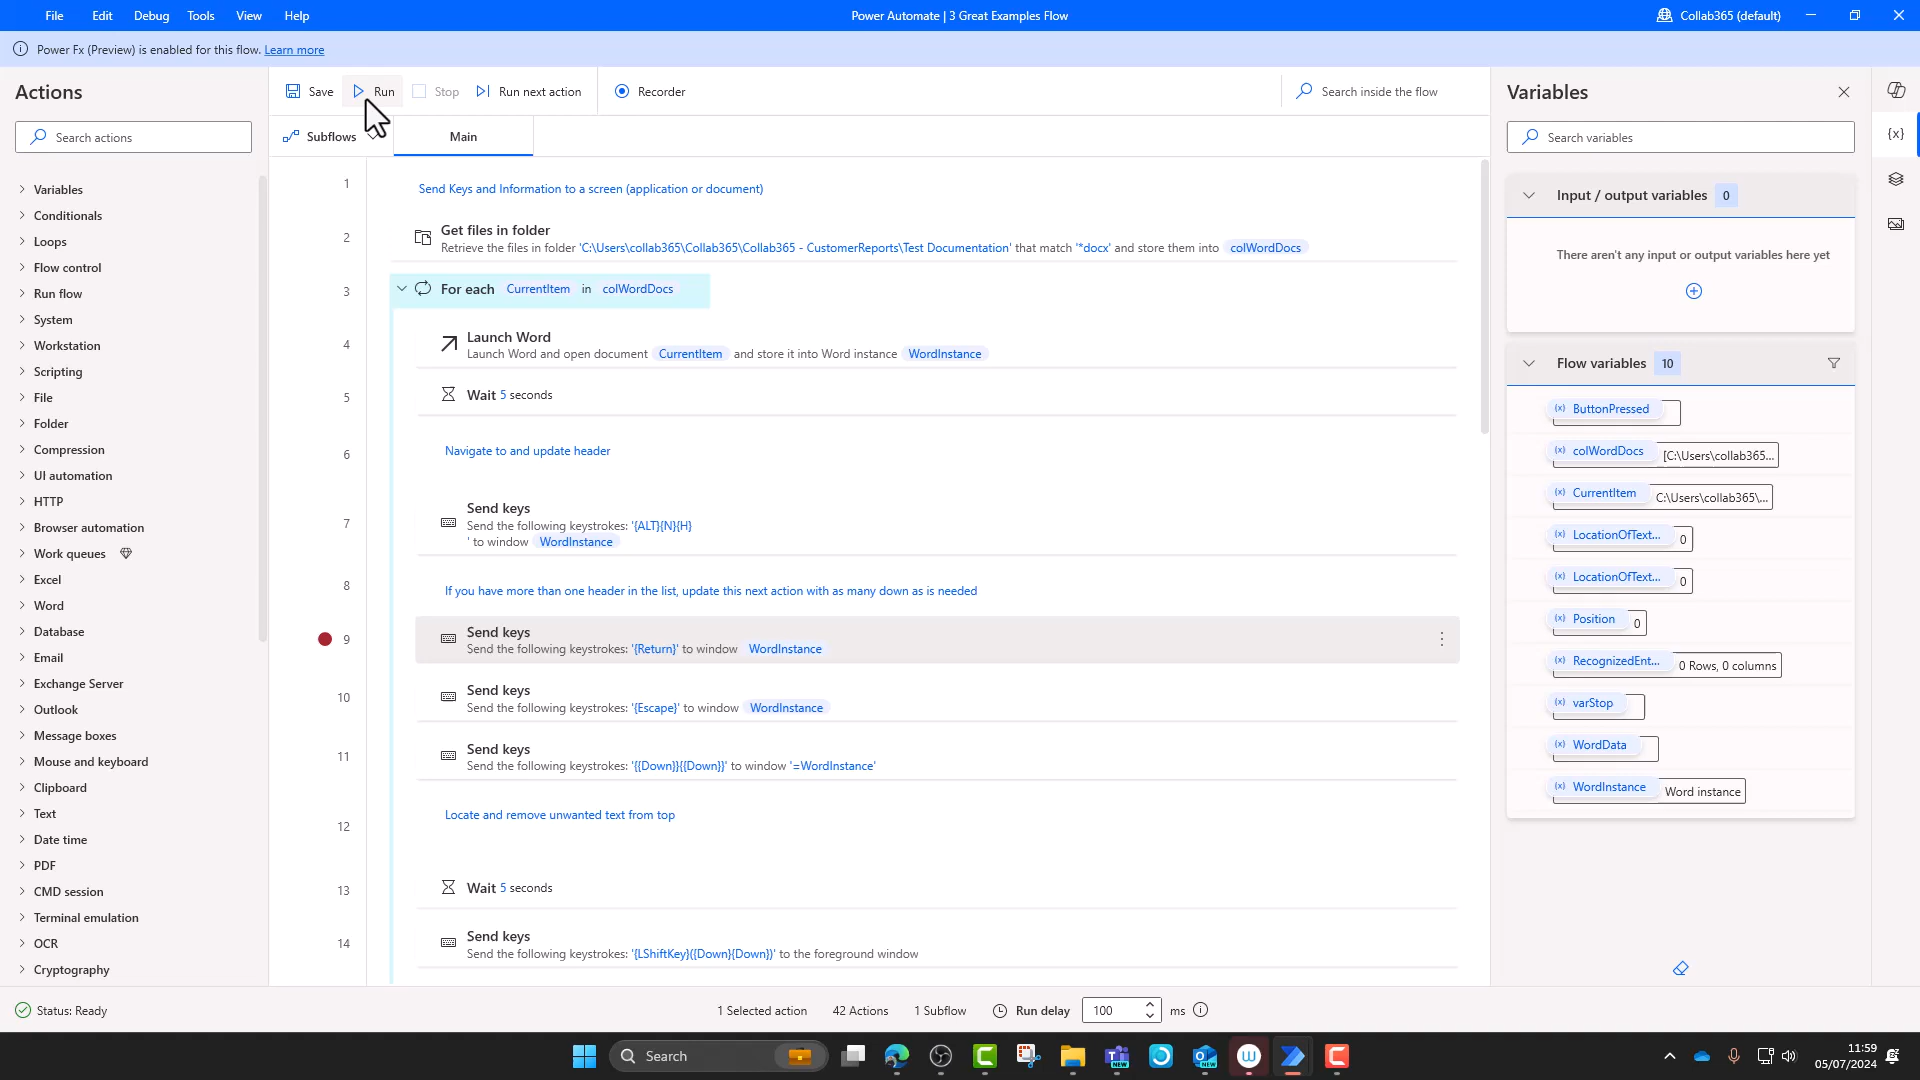 File Edit Debug Tools View Help
Power Automate | 3 Great Examples Flow
Collab365 (default)
Power Fx (Preview) is enabled for this flow. Learn more
Actions
Search actions
Variables
Conditionals
Loops
Flow control
Run flow
System
Workstation
Scripting
File
Folder
Compression
UI automation
HTTP
Browser automation
Work queues
Excel
Word
Database
Email
Exchange Server
Outlook
Message boxes
Mouse and keyboard
Clipboard
Text
Date time
PDF
CMD session
Terminal emulation
OCR
Cryptography
Save Run Stop Run next action Recorder
Search inside the flow
Subflows Main
1 Send Keys and Information to a screen (application or document)
2 Get files in folder
Retrieve the files in folder 'C:\Users\collab365\Collab365\Collab365 - CustomerReports\Test Documentation' that match '*docx' and store them into colWordDocs
3 For each CurrentItem in colWordDocs
4 Launch Word
Launch Word and open document CurrentItem and store it into Word instance WordInstance
5 Wait 5 seconds
6 Navigate to and update header
7 Send keys
Send the following keystrokes: '{ALT}{N}{H}
' to window WordInstance
8 If you have more than one header in the list, update this next action with as many down as is needed
9 Send keys
Send the following keystrokes: '{Return}' to window WordInstance
10 Send keys
Send the following keystrokes: '{Escape}' to window WordInstance
11 Send keys
Send the following keystrokes: '{{Down}}{{Down}}' to window '=WordInstance'
12 Locate and remove unwanted text from top
13 Wait 5 seconds
14 Send keys
Send the following keystrokes: '{LShiftKey}({Down}{Down})' to the foreground window
Variables
Search variables
Input / output variables 0
There aren't any input or output variables here yet
Flow variables 10
(x) ButtonPressed
(x) colWordDocs [C:\Users\collab365...
(x) CurrentItem C:\Users\collab365\...
(x) LocationOfText... 0
(x) LocationOfText... 0
(x) Position 0
(x) RecognizedEnt... 0 Rows, 0 columns
(x) varStop
(x) WordData
(x) WordInstance Word instance
{x}
Status: Ready
1 Selected action 42 Actions 1 Subflow Run delay 100 ms
Search
NEW
NEW
11:59
05/07/2024